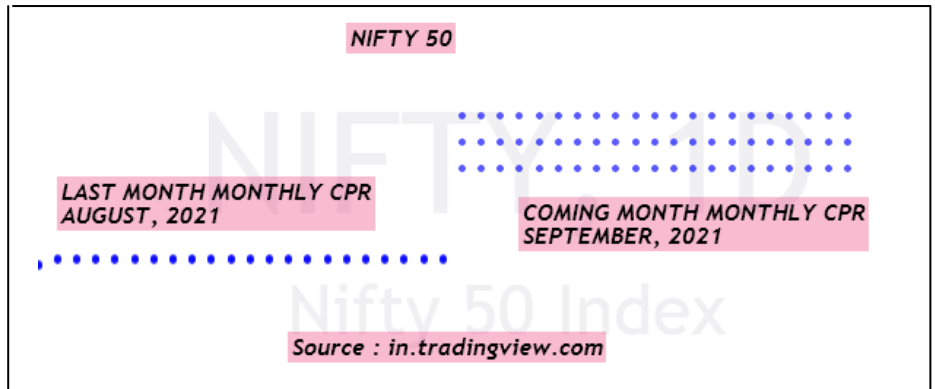 NIFTY 50
NIFTY, 1D
LAST MONTH MONTHLY CPR
AUGUST, 2021
COMING MONTH MONTHLY CPR
SEPTEMBER, 2021
Nifty 50 Index
Source : in.tradingview.com